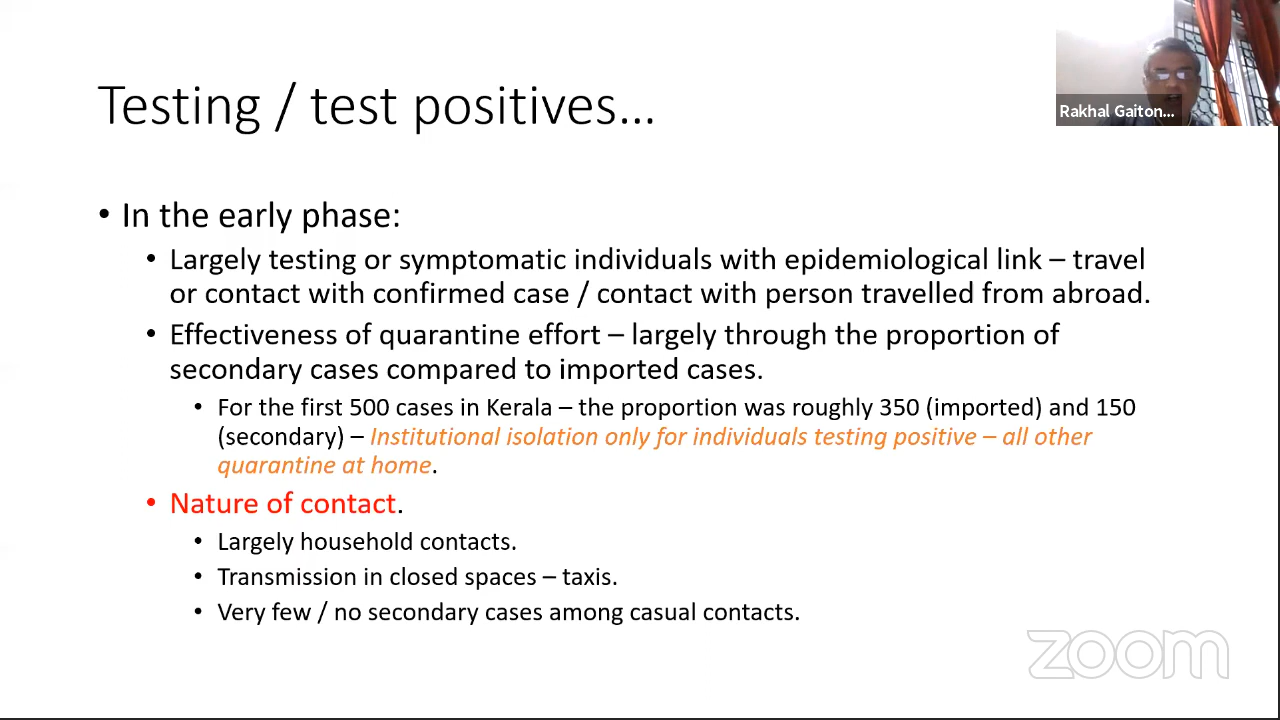 Testing / test positives...
Rakhal Gaiton...
• In the early phase:
• Largely testing or symptomatic individuals with epidemiological link – travel
or contact with confirmed case / contact with person travelled from abroad.
• Effectiveness of quarantine effort – largely through the proportion of
secondary cases compared to imported cases.
• For the first 500 cases in Kerala – the proportion was roughly 350 (imported) and 150
(secondary) – Institutional isolation only for individuals testing positive – all other
quarantine at home.
• Nature of contact.
• Largely household contacts.
• Transmission in closed spaces – taxis.
• Very few / no secondary cases among casual contacts.
zoom